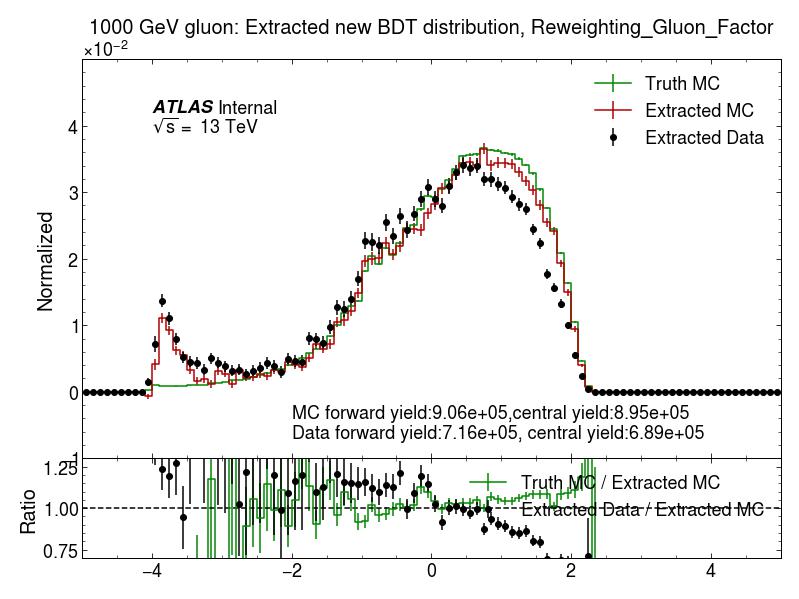 1000 GeV gluon: Extracted new BDT distribution, Reweighting_Gluon_Factor
×10−2
ATLAS Internal
√s = 13 TeV
Truth MC
Extracted MC
Extracted Data
4
3
2
1
0
Normalized
MC forward yield:9.06e+05,central yield:8.95e+05
Data forward yield:7.16e+05, central yield:6.89e+05
1.25
1.00
0.75
Ratio
Truth MC / Extracted MC
Extracted Data / Extracted MC
−4 −2 0 2 4